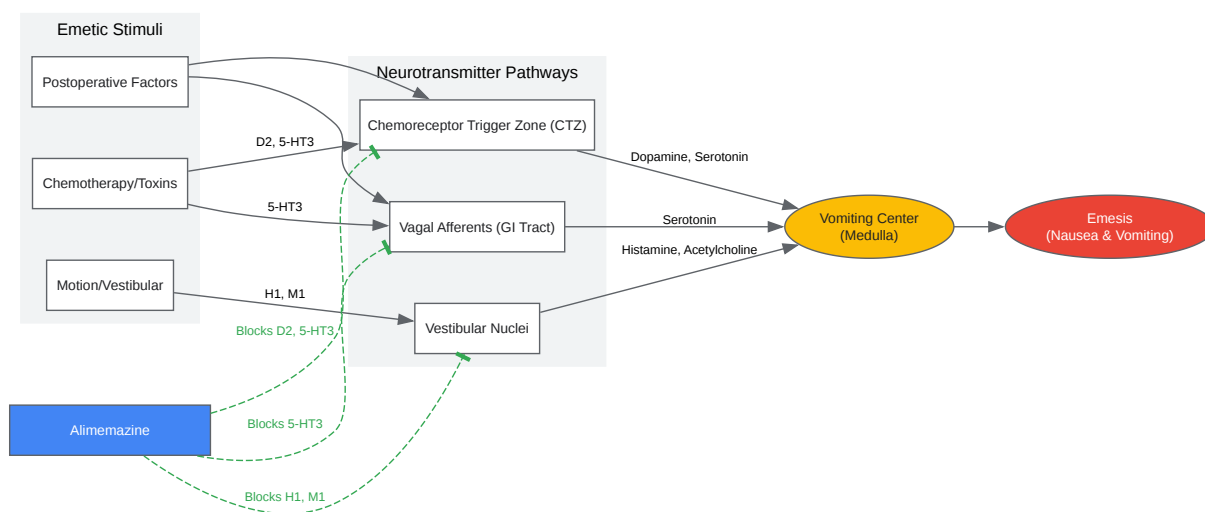 Emetic Stimuli
Postoperative Factors
Chemotherapy/Toxins
Motion/Vestibular
Neurotransmitter Pathways
Chemoreceptor Trigger Zone (CTZ)
Vagal Afferents (GI Tract)
Vestibular Nuclei
D2, 5-HT3
5-HT3
H1, M1
Dopamine, Serotonin
Serotonin
Histamine, Acetylcholine
Vomiting Center
(Medulla)
Emesis
(Nausea & Vomiting)
Alimemazine
Blocks D2, 5-HT3
Blocks 5-HT3
Blocks H1, M1